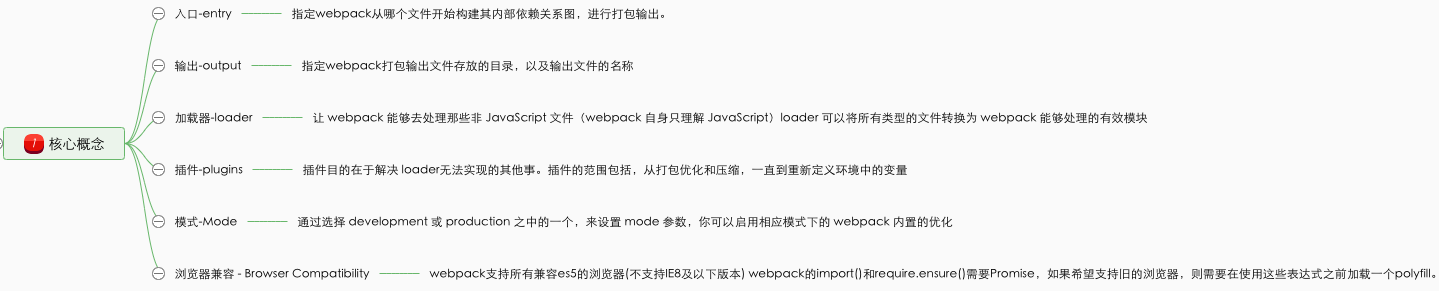 入口-entry 指定webpack从哪个文件开始构建其内部依赖关系图，进行打包输出。
输出-output 指定webpack打包输出文件存放的目录，以及输出文件的名称
加载器-loader 让 webpack 能够去处理那些非 JavaScript 文件（webpack 自身只理解 JavaScript）loader 可以将所有类型的文件转换为 webpack 能够处理的有效模块
1 核心概念
插件-plugins 插件目的在于解决 loader无法实现的其他事。插件的范围包括，从打包优化和压缩，一直到重新定义环境中的变量
模式-Mode 通过选择 development 或 production 之中的一个，来设置 mode 参数，你可以启用相应模式下的 webpack 内置的优化
浏览器兼容 - Browser Compatibility webpack支持所有兼容es5的浏览器(不支持IE8及以下版本) webpack的import()和require.ensure()需要Promise，如果希望支持旧的浏览器，则需要在使用这些表达式之前加载一个polyfill。